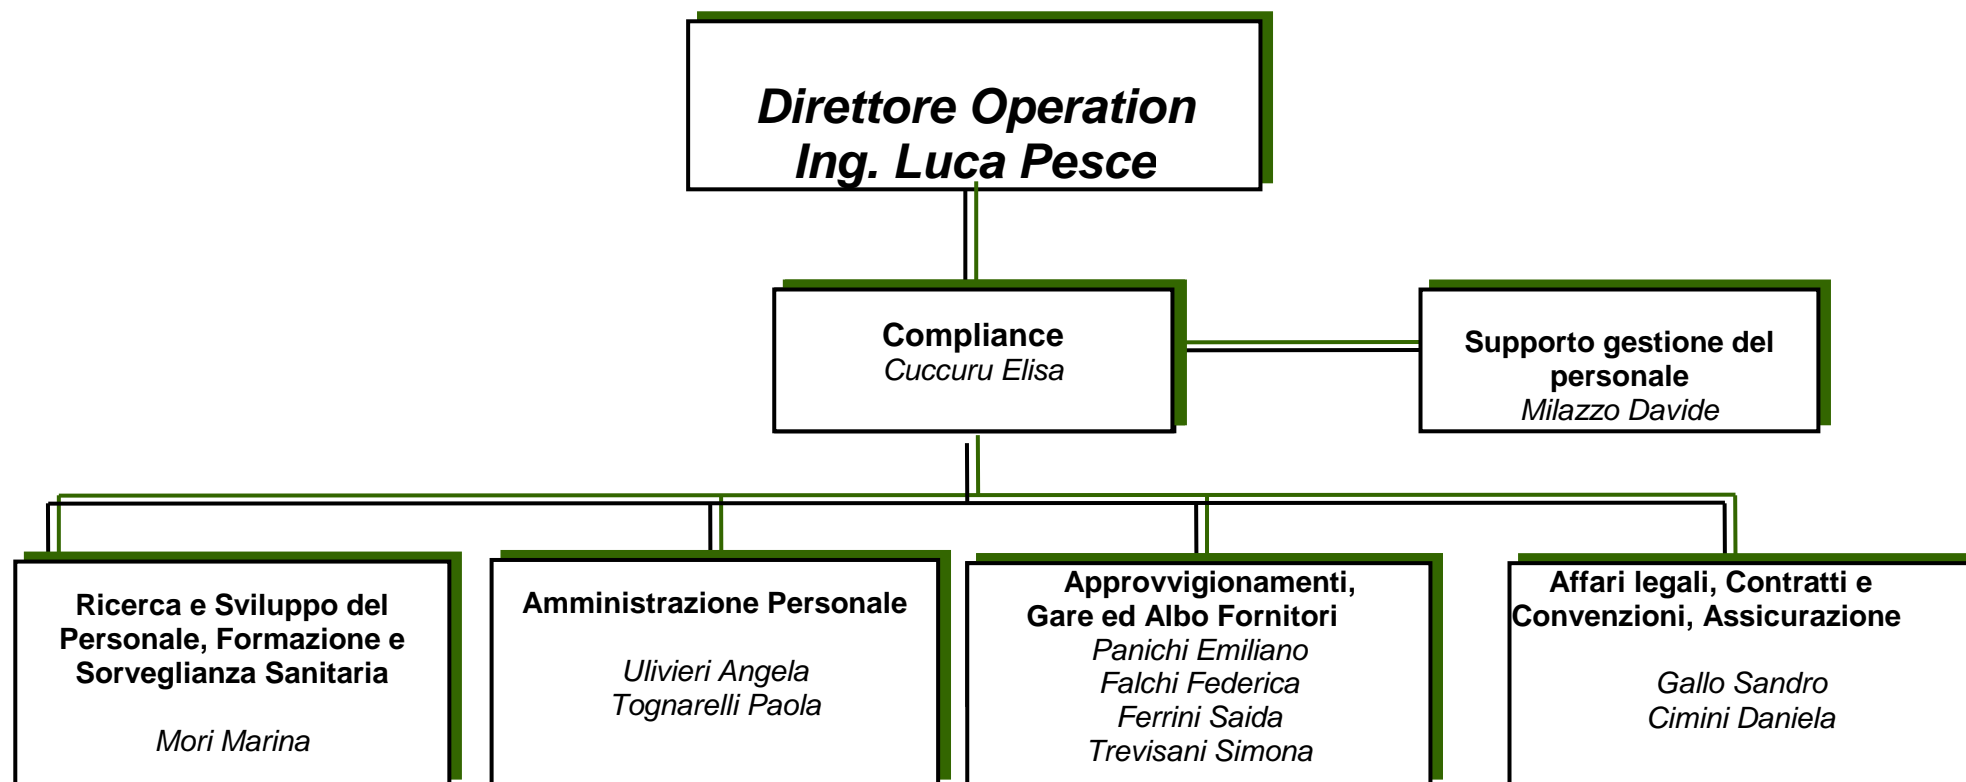 Direttore Operation
Ing. Luca Pesce
Compliance
Cuccuru Elisa
Supporto gestione del
personale
Milazzo Davide
Ricerca e Sviluppo del
Personale, Formazione e
Sorveglianza Sanitaria
Mori Marina
Amministrazione Personale
Ulivieri Angela
Tognarelli Paola
Approvvigionamenti,
Gare ed Albo Fornitori
Panichi Emiliano
Falchi Federica
Ferrini Saida
Trevisani Simona
Affari legali, Contratti e
Convenzioni, Assicurazione
Gallo Sandro
Cimini Daniela